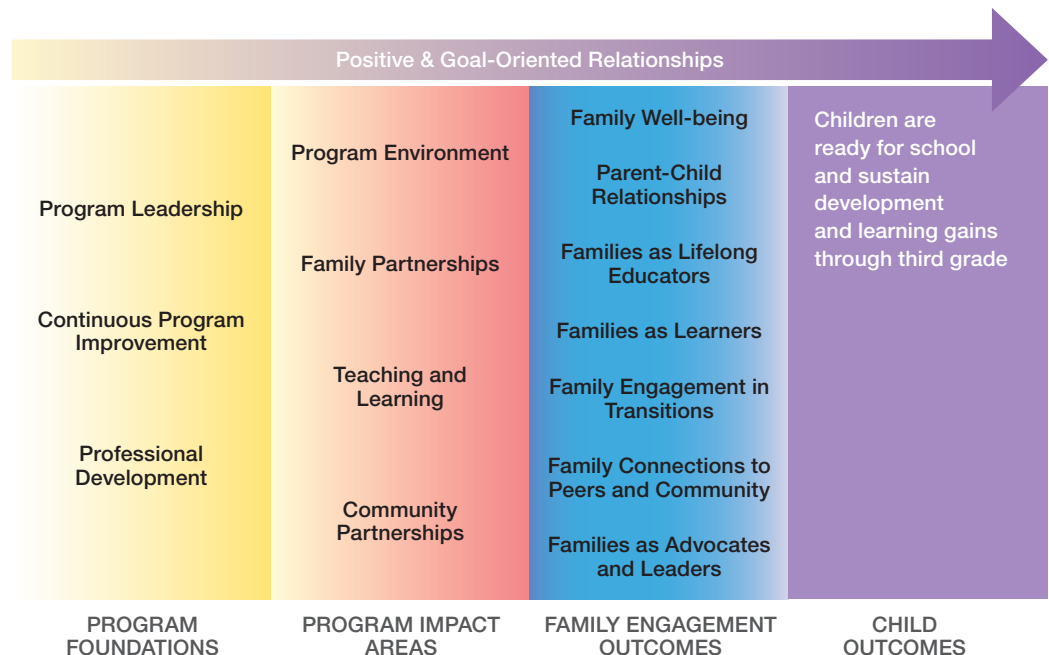 Positive & Goal-Oriented Relationships
Program Leadership
Continuous Program
Improvement
Professional
Development
PROGRAM
FOUNDATIONS
Program Environment
Family Partnerships
Teaching and
Learning
Community
Partnerships
PROGRAM IMPACT
AREAS
Family Well-being
Parent-Child
Relationships
Families as Lifelong
Educators
Families as Learners
Family Engagement in
Transitions
Family Connections to
Peers and Community
Families as Advocates
and Leaders
FAMILY ENGAGEMENT
OUTCOMES
Children are
ready for school
and sustain
development
and learning gains
through third grade
CHILD
OUTCOMES